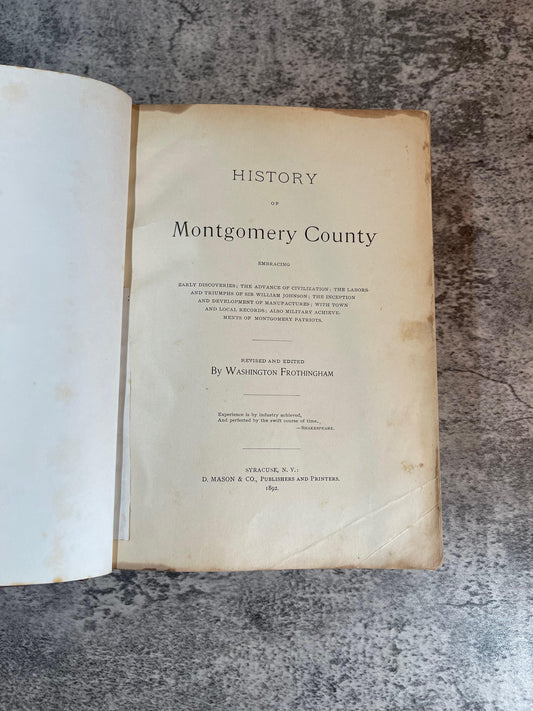 HISTORY
OF
Montgomery County
EMBRACING
EARLY DISCOVERIES; THE ADVANCE OF CIVILIZATION; THE LABORS
AND TRIUMPHS OF SIR WILLIAM JOHNSON; THE INCEPTION
AND DEVELOPMENT OF MANUFACTURES; WITH TOWN
AND LOCAL RECORDS; ALSO MILITARY ACHIEVE-
MENTS OF MONTGOMERY PATRIOTS.
REVISED AND EDITED
By Washington Frothingham
Experience is by industry achieved,
And perfected by the swift course of time.
—Shakespeare.
SYRACUSE, N. Y.:
D. MASON & CO., Publishers and Printers.
1892.